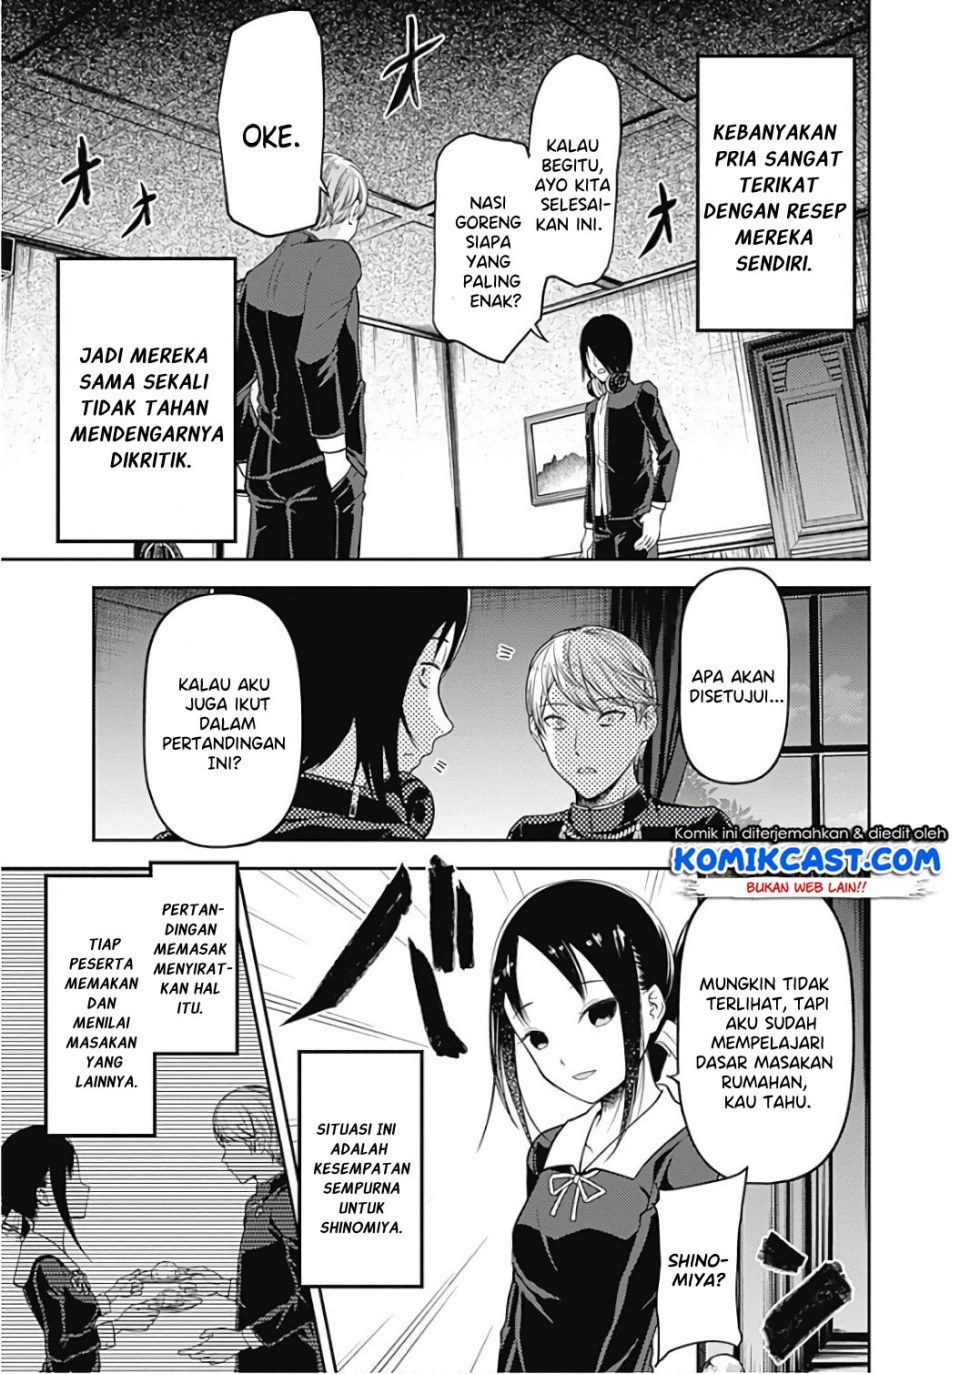 KEBANYAKAN
PRIA SANGAT
TERIKAT
DENGAN RESEP
MEREKA
SENDIRI.
KALAU
BEGITU,
AYO KITA
SELESAI-
KAN INI.
NASI
GORENG
SIAPA
YANG
PALING
ENAK?
OKE.
JADI MEREKA
SAMA SEKALI
TIDAK TAHAN
MENDENGARNYA
DIKRITIK.
APA AKAN
DISETUJUI...
KALAU AKU
JUGA IKUT
DALAM
PERTANDINGAN
INI?
Komik ini diterjemahkan & diedit oleh
KOMIKCAST.COM
BUKAN WEB LAIN!!
MUNGKIN TIDAK
TERLIHAT, TAPI
AKU SUDAH
MEMPELAJARI
DASAR MASAKAN
RUMAHAN,
KAU TAHU.
SHINO-
MIYA?
バン
SITUASI INI
ADALAH
KESEMPATAN
SEMPURNA
UNTUK
SHINOMIYA.
PERTAN-
DINGAN
MEMASAK
MENYIRAT-
KAN HAL
ITU.
TIAP
PESERTA
MEMAKAN
DAN
MENILAI
MASAKAN
YANG
LAINNYA.